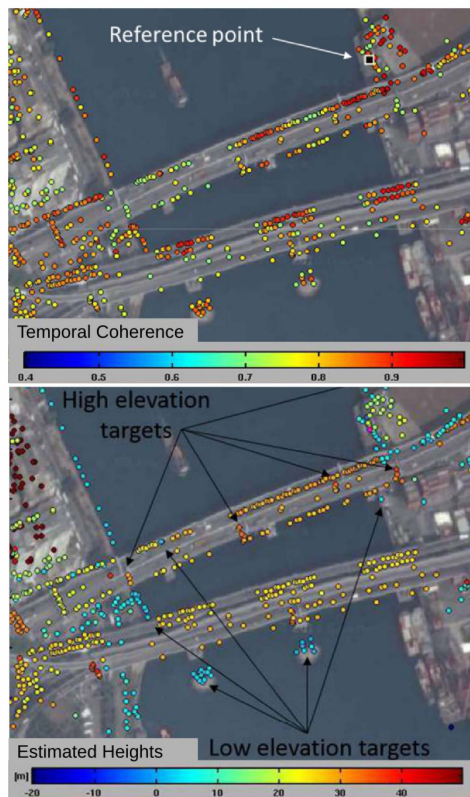 Reference point
Temporal Coherence
0.4 0.5 0.6 0.7 0.8 0.9
High elevation
targets
Low elevation targets
Estimated Heights
[m]
-20 -10 0 10 20 30 40